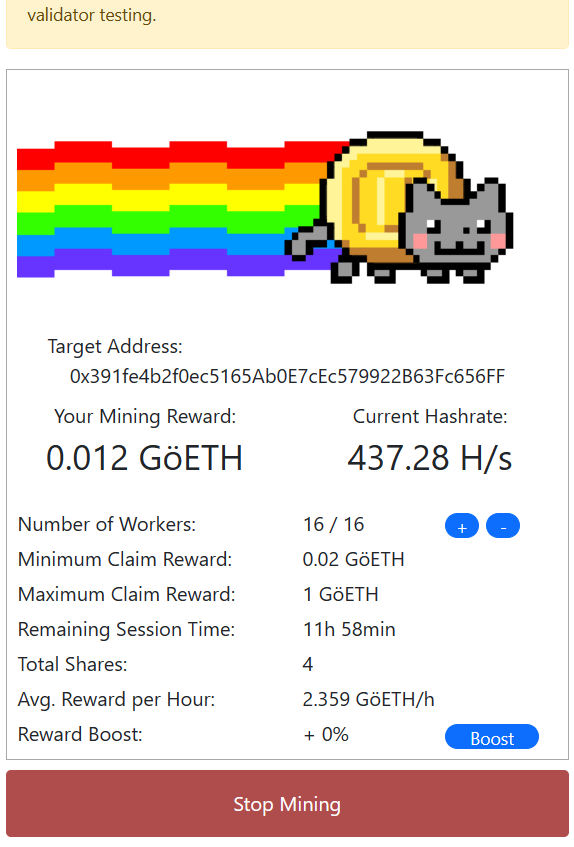 validator testing.
Target Address:
0x391fe4b2f0ec5165Ab0E7cEc579922B63Fc656FF
Your Mining Reward: Current Hashrate:
0.012 GöETH 437.28 H/s
Number of Workers: 16 / 16 + -
Minimum Claim Reward: 0.02 GöETH
Maximum Claim Reward: 1 GöETH
Remaining Session Time: 11h 58min
Total Shares: 4
Avg. Reward per Hour: 2.359 GöETH/h
Reward Boost: + 0% Boost
Stop Mining